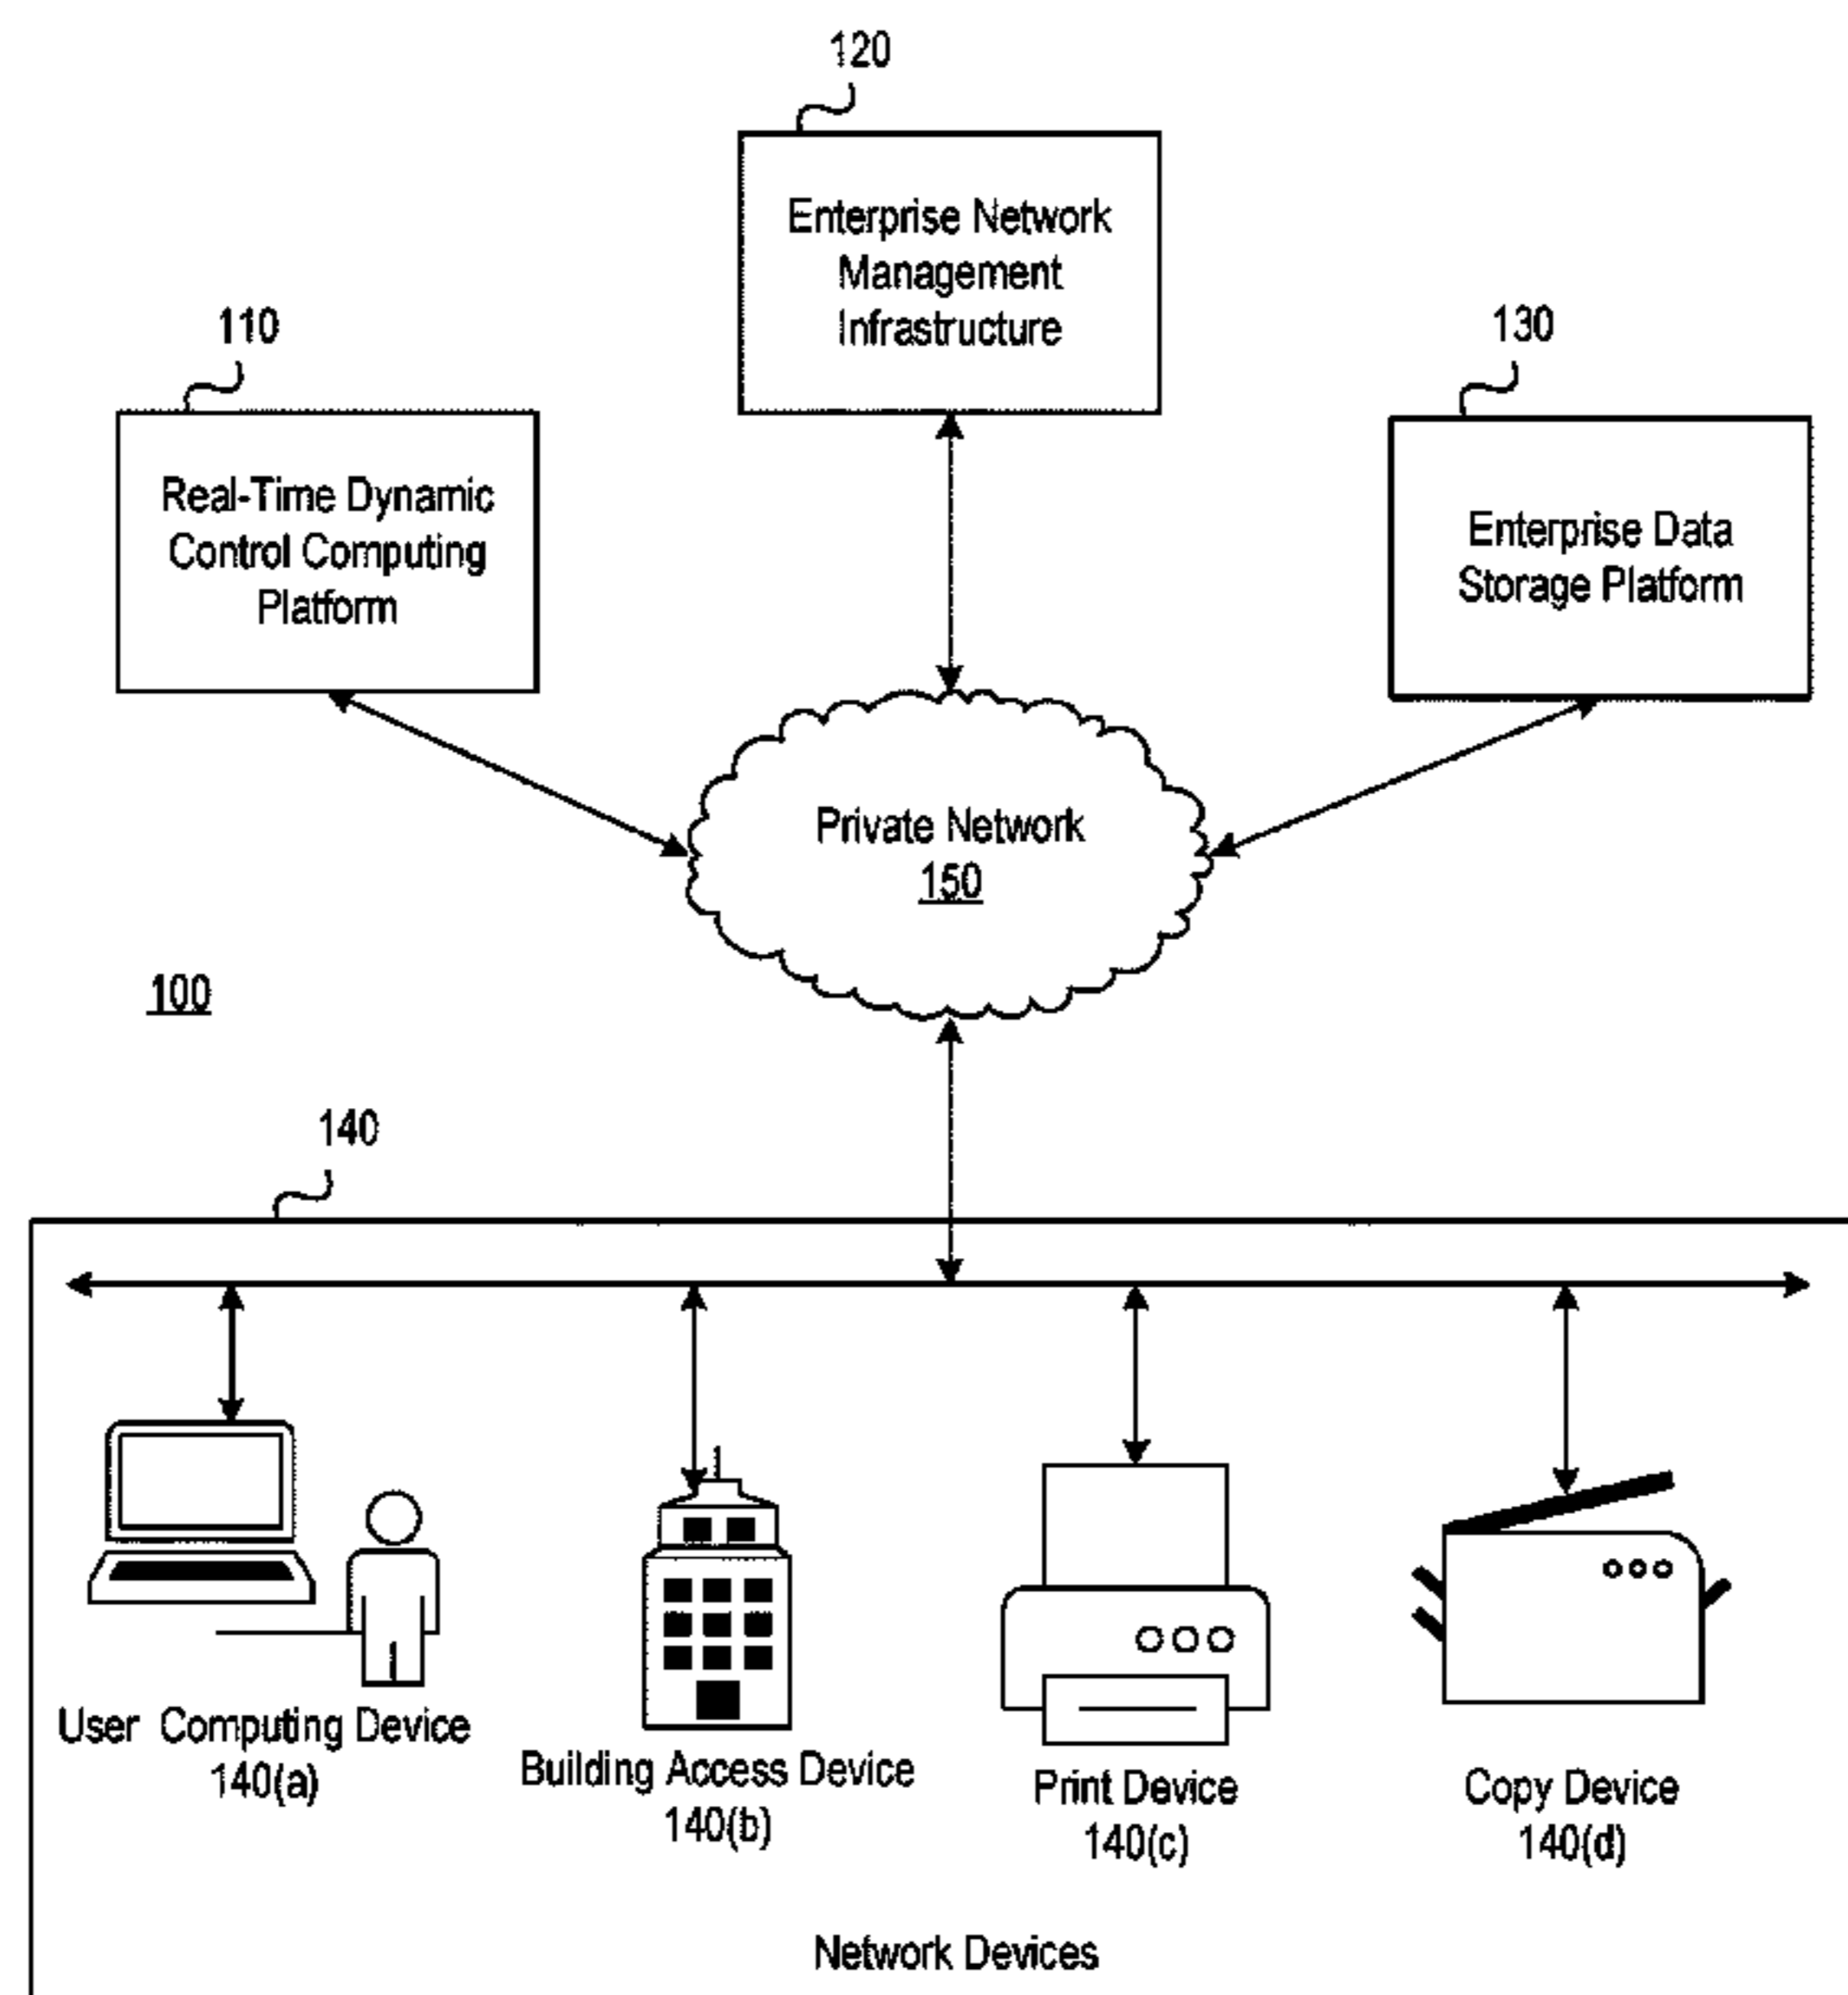 120
Enterprise Network
Management
Infrastructure
110
Real-Time Dynamic
Control Computing
Platform
130
Enterprise Data
Storage Platform
Private Network
150
100
140
User Computing Device
140(a)
Building Access Device
140(b)
Print Device
140(c)
Copy Device
140(d)
Network Devices